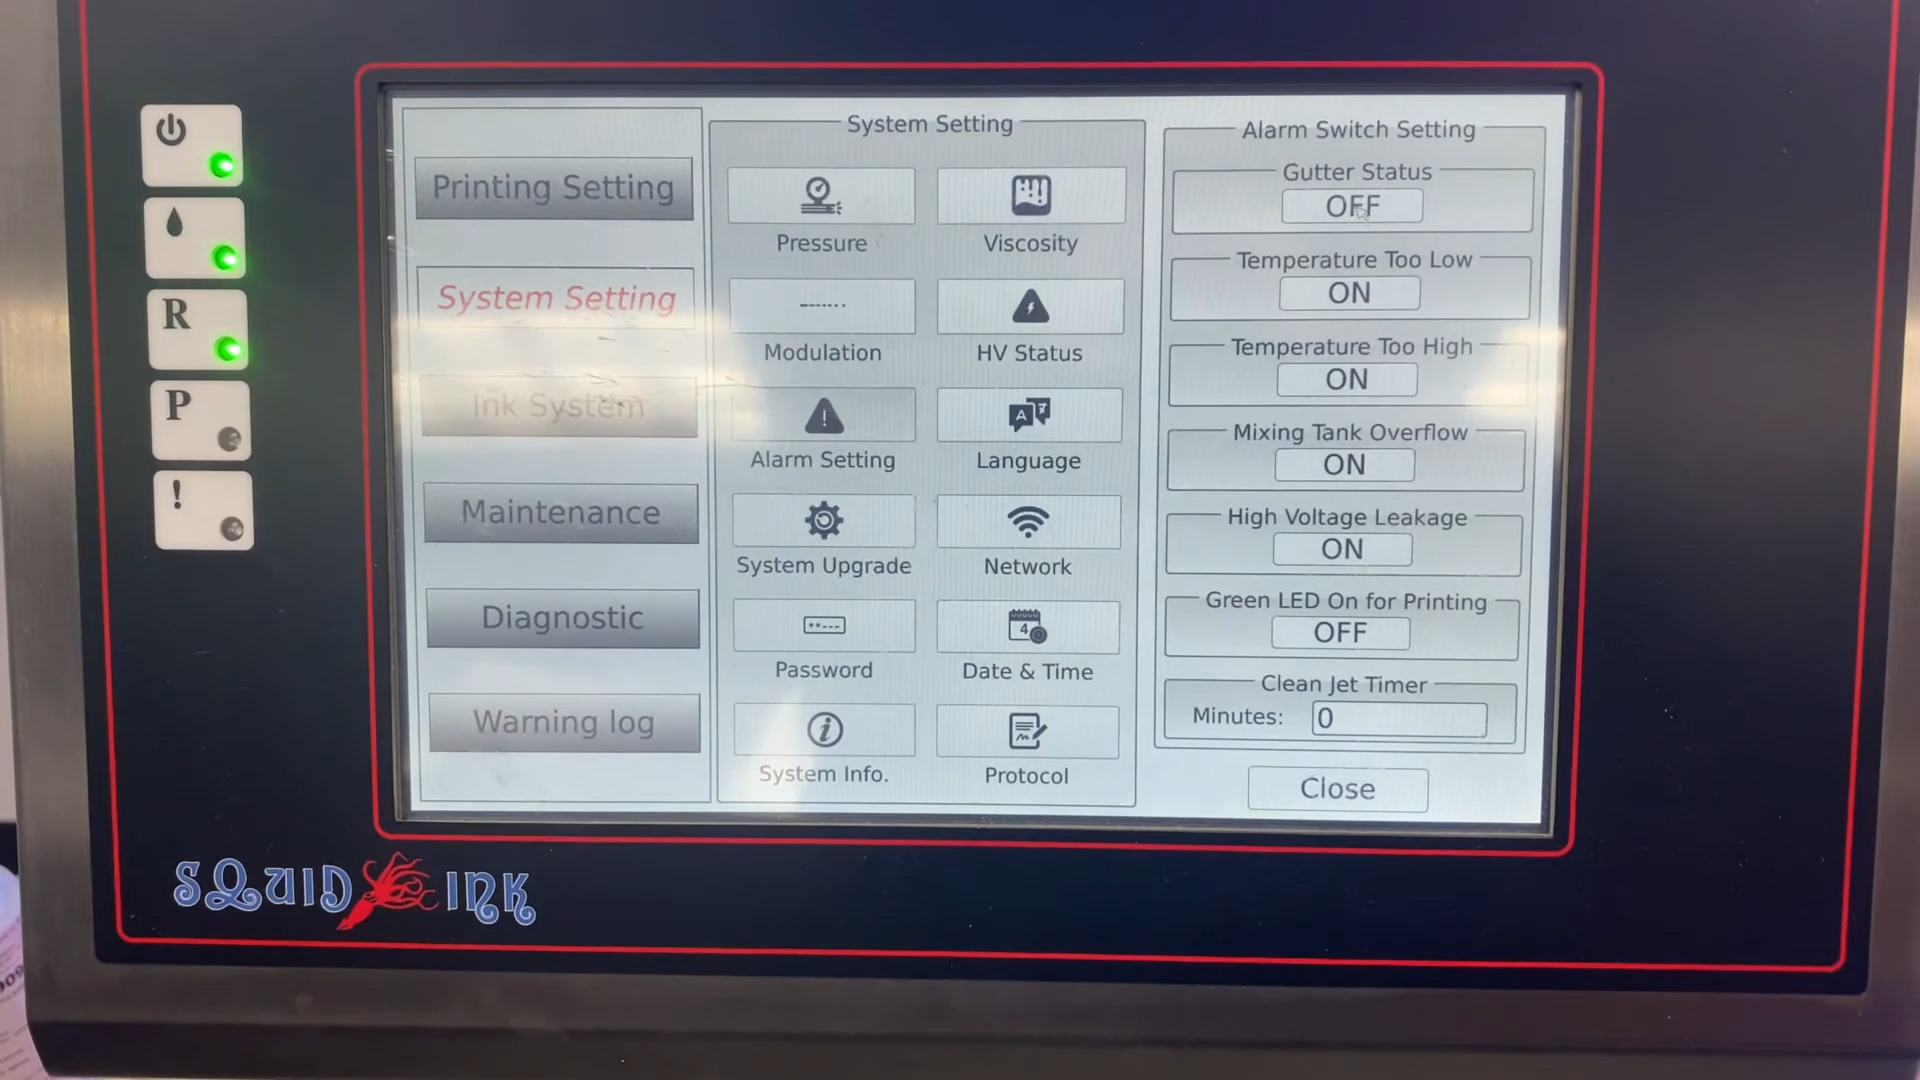 R
P
!
Printing Setting
System Setting
Ink System
Maintenance
Diagnostic
Warning log
System Setting
Pressure
Viscosity
Modulation
HV Status
Alarm Setting
Language
System Upgrade
Network
Password
4
Date & Time
System Info.
Protocol
Alarm Switch Setting
Gutter Status
OFF
Temperature Too Low
ON
Temperature Too High
ON
Mixing Tank Overflow
ON
High Voltage Leakage
ON
Green LED On for Printing
OFF
Clean Jet Timer
Minutes: 0
Close
SQUID INK